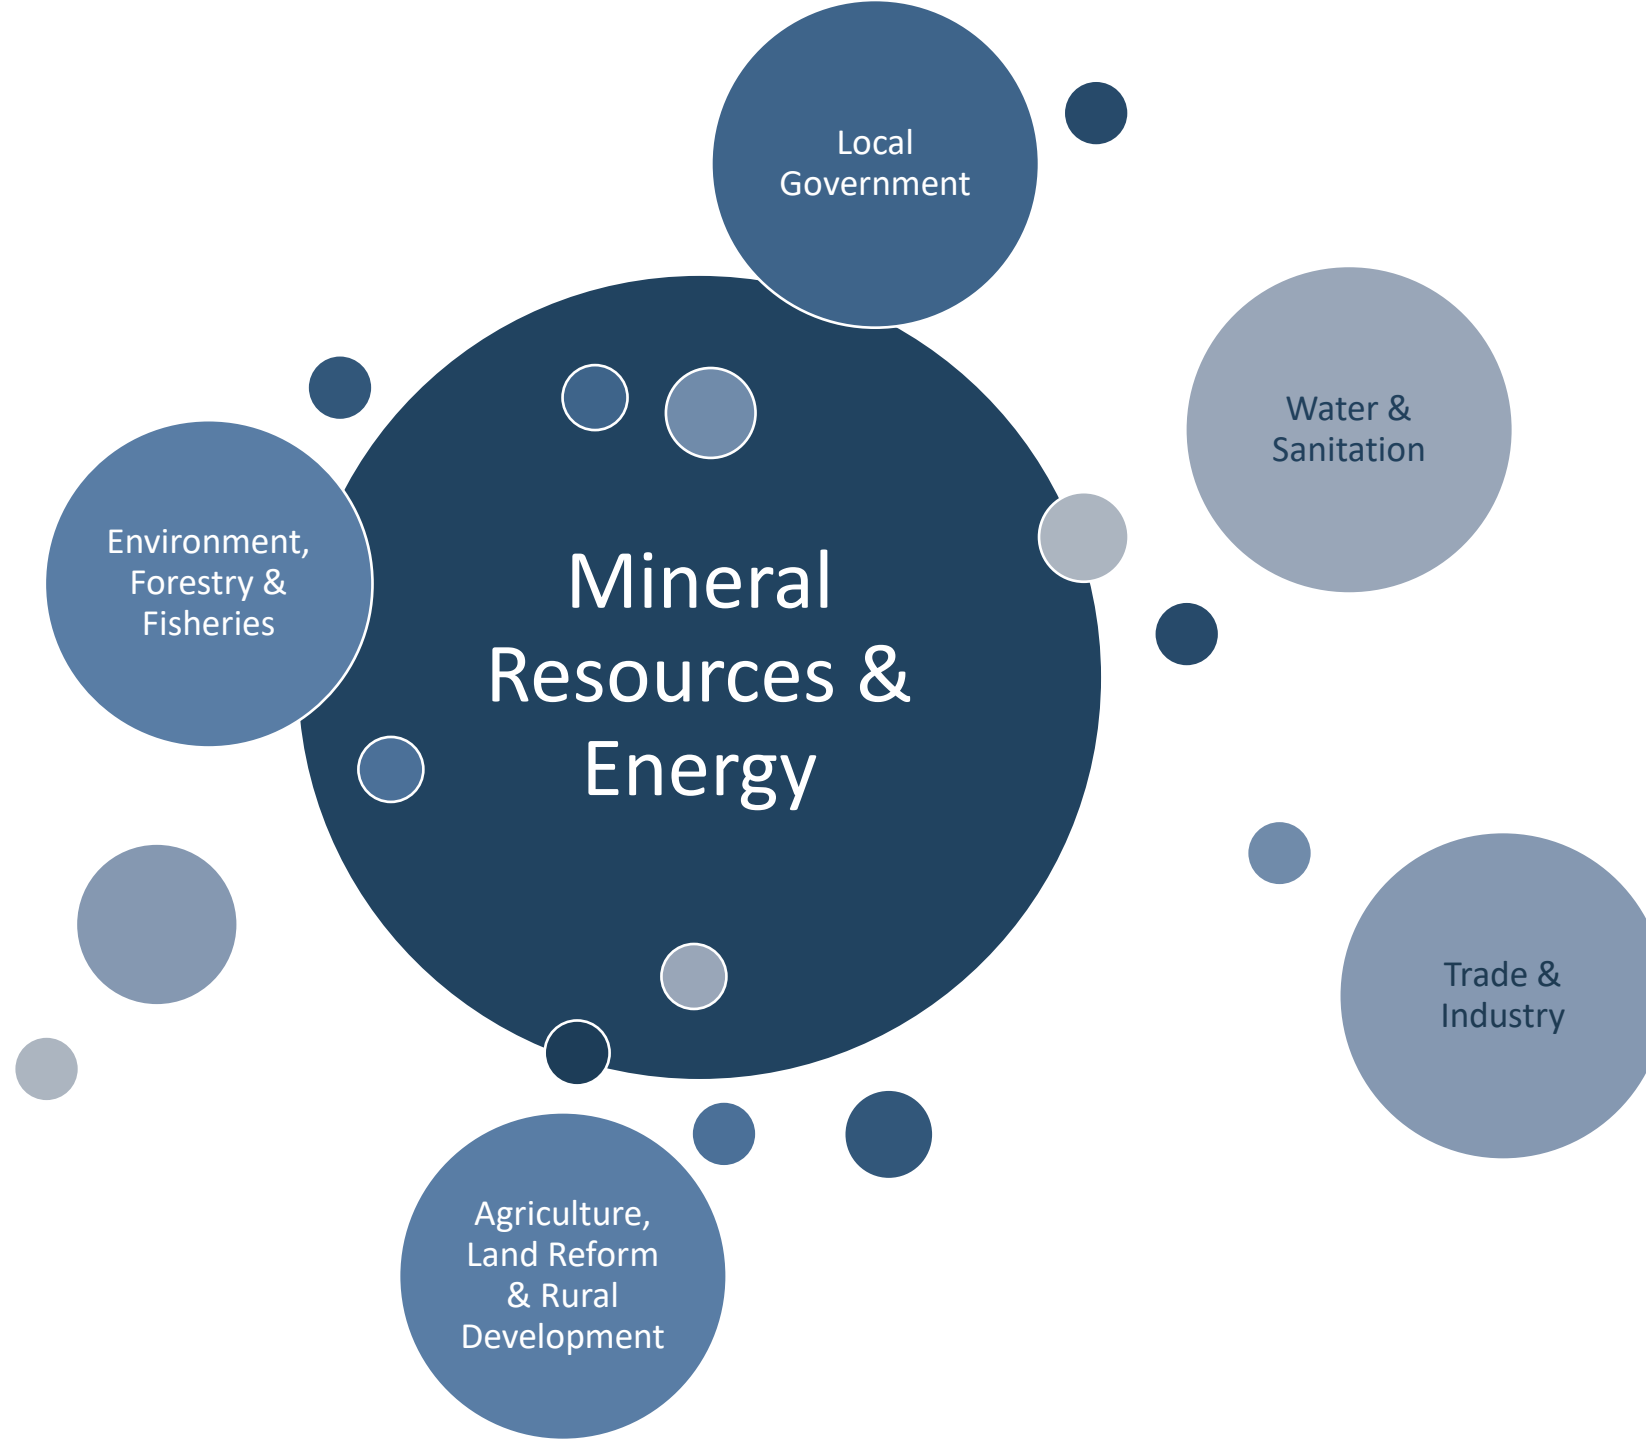 Local
Government
Water &
Sanitation
Environment,
Forestry &
Fisheries
Mineral
Resources &
Energy
Trade &
Industry
Agriculture,
Land Reform
& Rural
Development